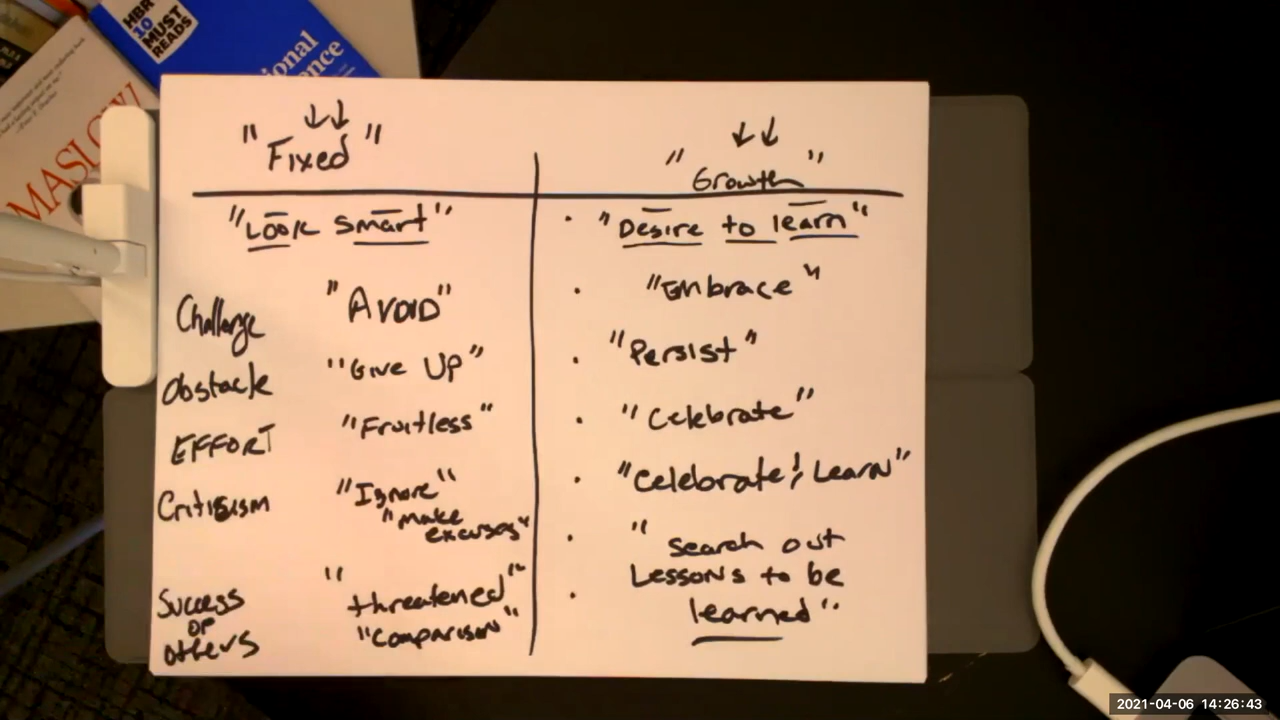 HBR
10
MUST
READS
ional
ence
MASLOW
"Fixed"
"Growth"
"Look smart"
"Desire to learn"
Challenge
"Avoid"
"Embrace"
Obstackle
"Give Up"
"Persist"
EFFORT
"Fruitless"
"Celebrate"
Critisism
"Ignore"
"make
excuses"
"Celebrate & Learn"
Success
of
others
"threatened"
"Comparison"
"Search out
Lessons to be
learned"
2021-04-06 14:26:43